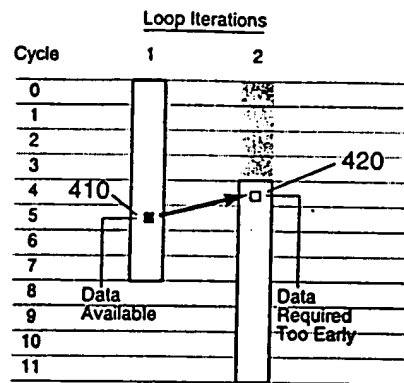 Loop Iterations
Cycle 1 2
0
1
2
3
4
410
420
5
6
7
8
Data
Available
Data
Required
Too Early
9
10
11